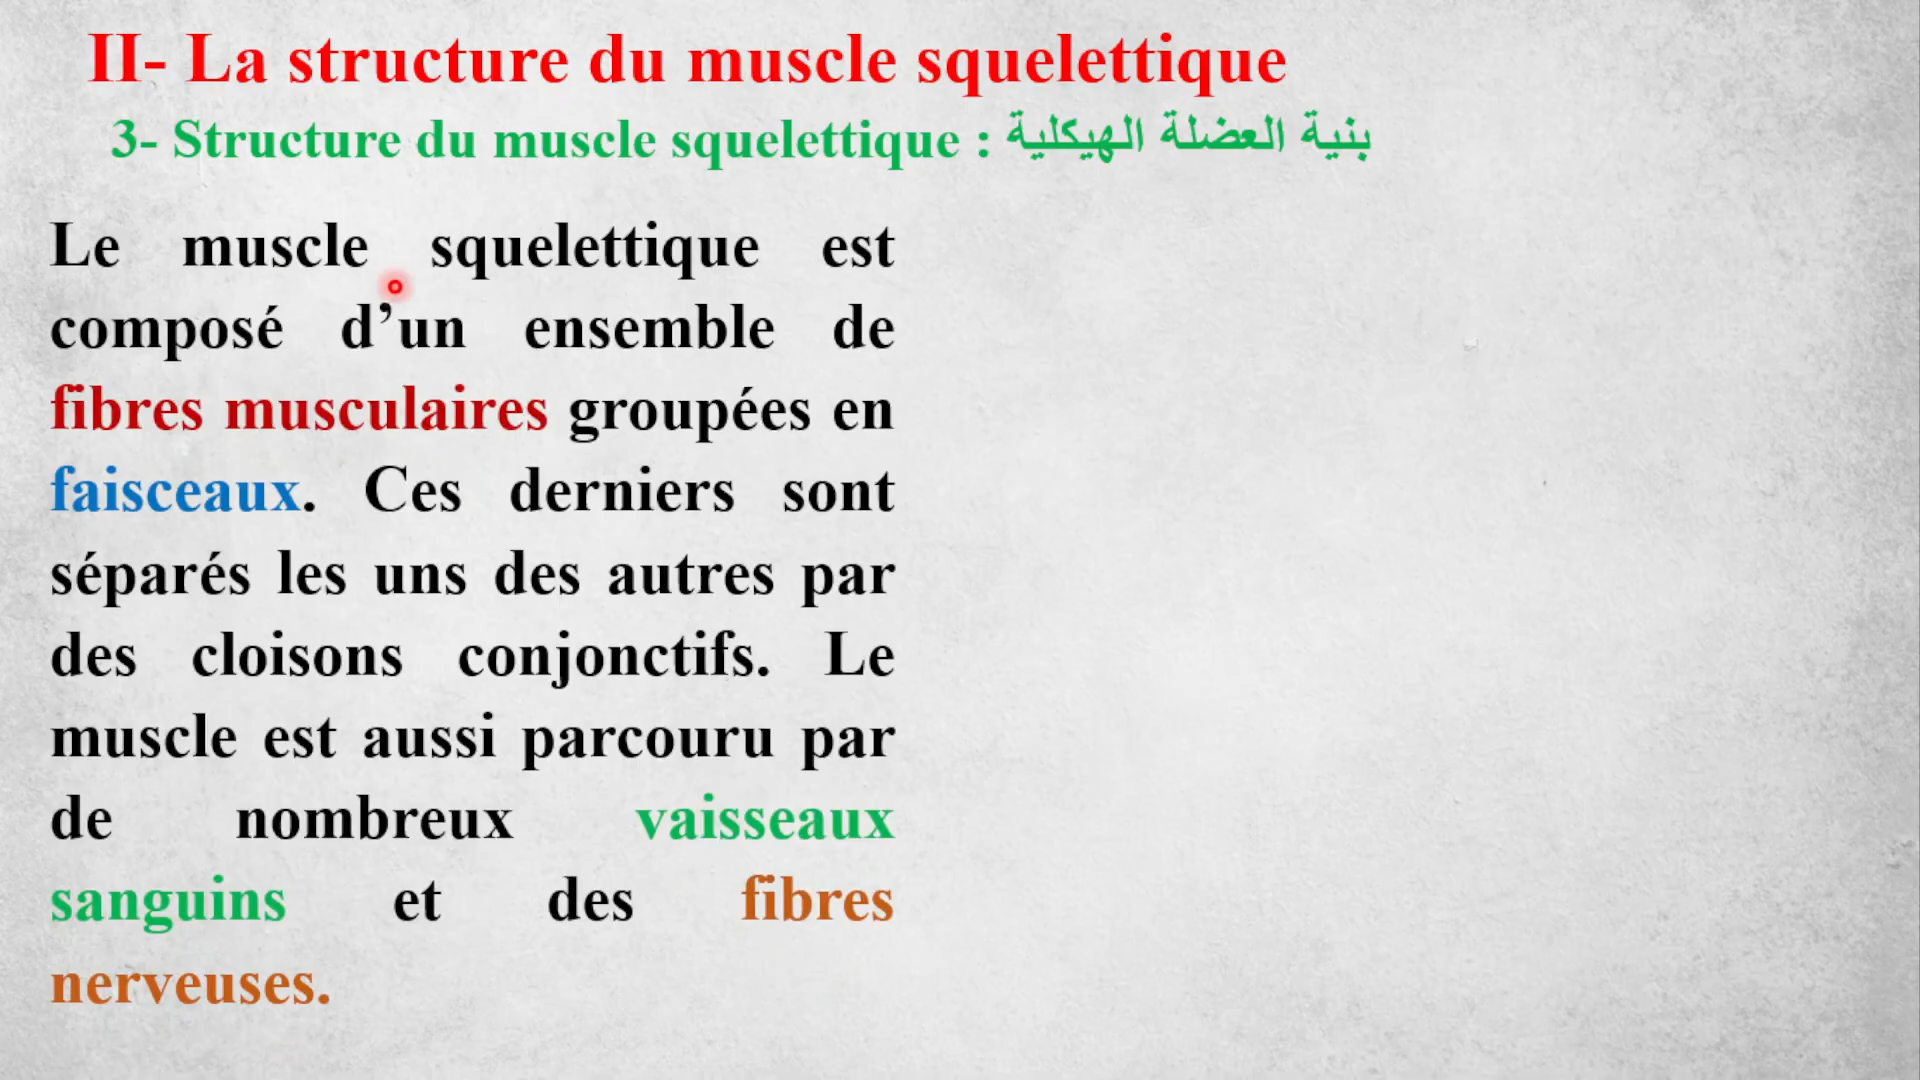 II- La structure du muscle squelettique
3- Structure du muscle squelettique : بنية العضلة الهيكلية
Le muscle squelettique est
composé d’un ensemble de
fibres musculaires groupées en
faisceaux. Ces derniers sont
séparés les uns des autres par
des cloisons conjonctifs. Le
muscle est aussi parcouru par
de nombreux vaisseaux
sanguins et des fibres
nerveuses.